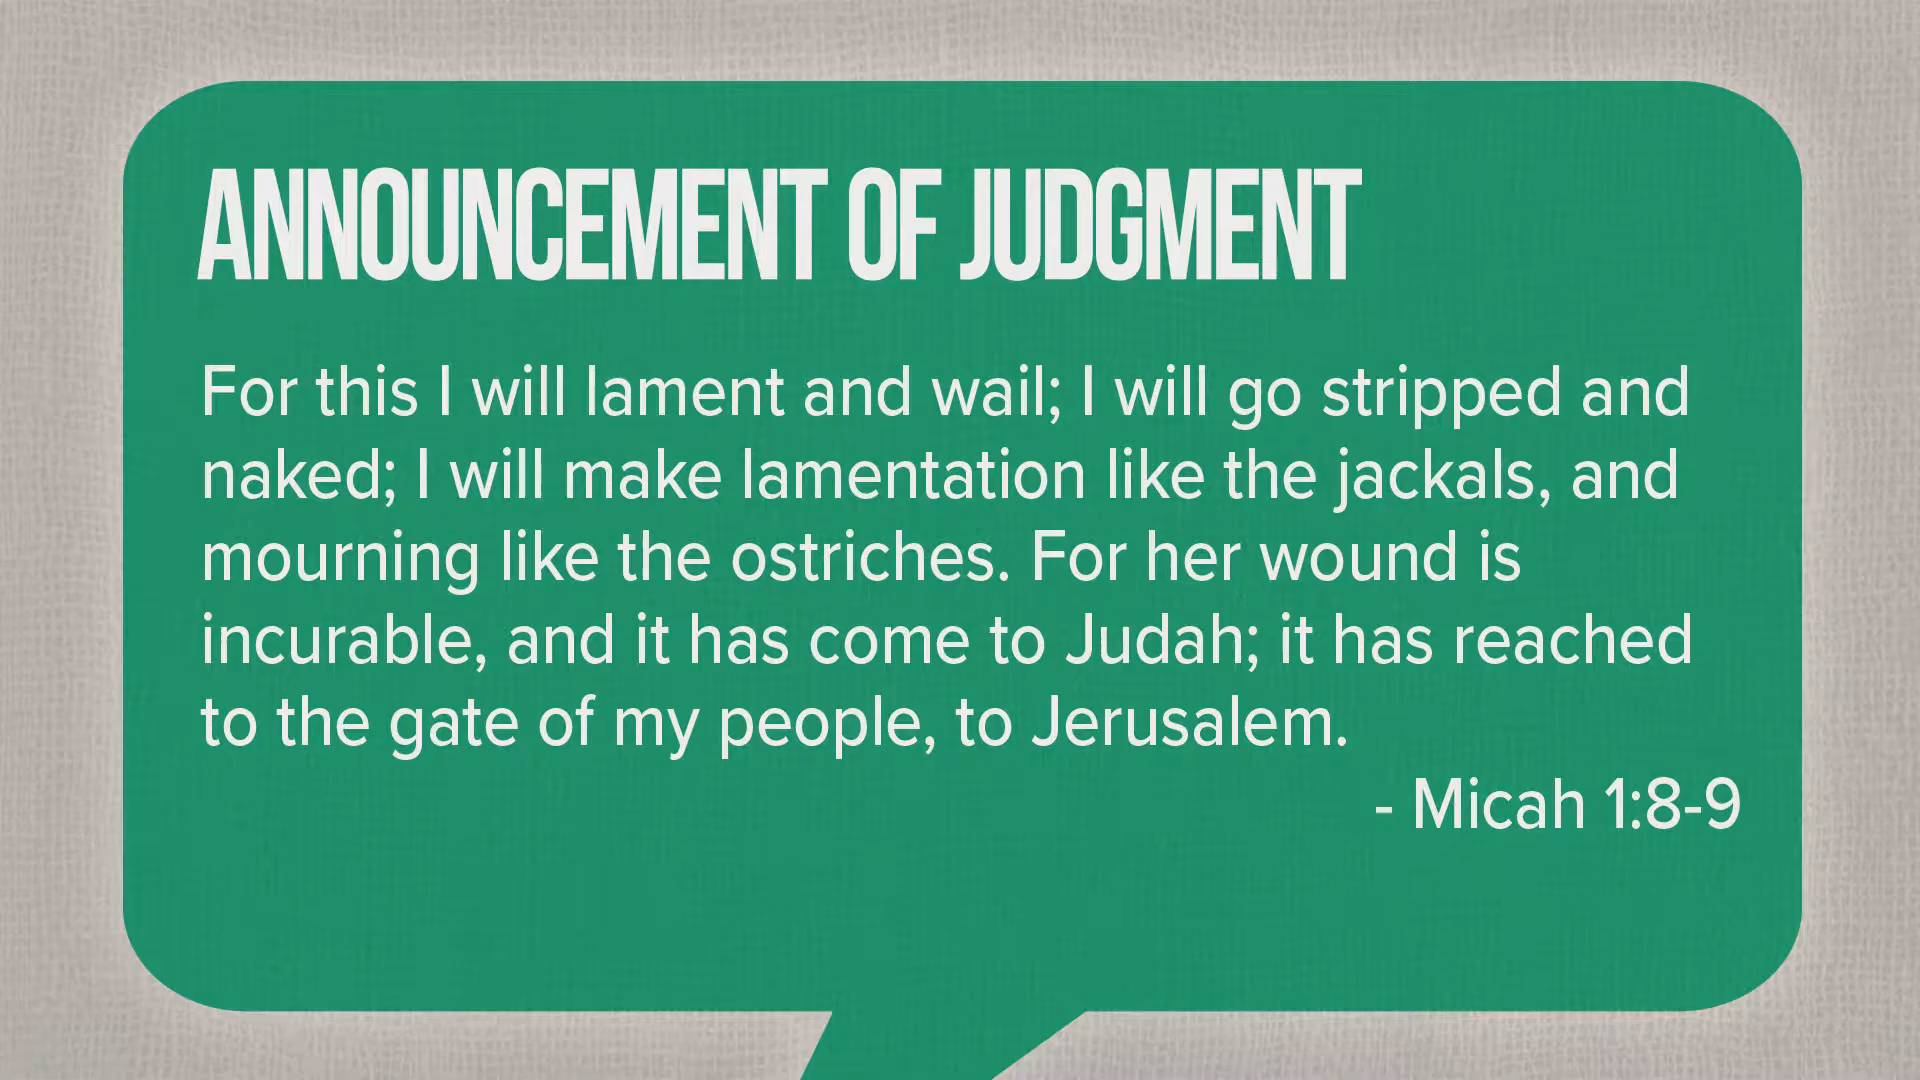 ANNOUNCEMENT OF JUDGMENT
For this I will lament and wail; I will go stripped and
naked; I will make lamentation like the jackals, and
mourning like the ostriches. For her wound is
incurable, and it has come to Judah; it has reached
to the gate of my people, to Jerusalem.
- Micah 1:8-9